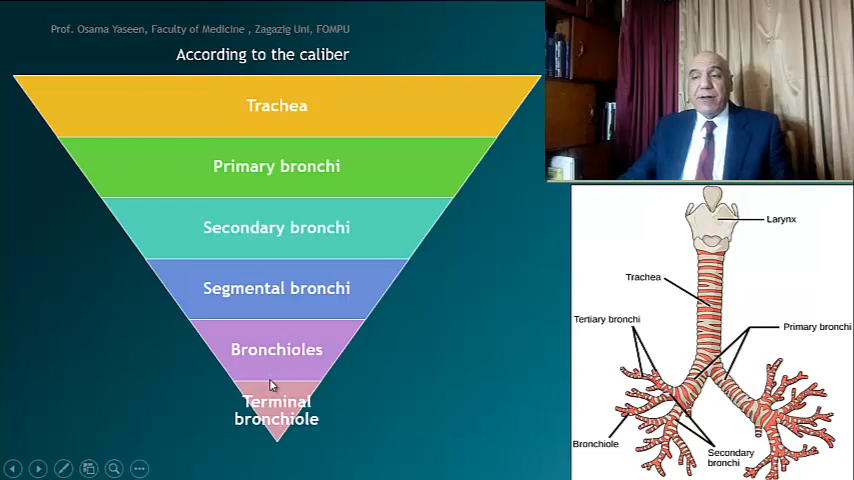 Prof. Osama Yaseen, Faculty of Medicine , Zagazig Uni, FOMPU
According to the caliber
Trachea
Primary bronchi
Secondary bronchi
Segmental bronchi
Bronchioles
Terminal
bronchiole
Larynx
Trachea
Tertiary bronchi
Primary bronchi
Bronchiole
Secondary
bronchi